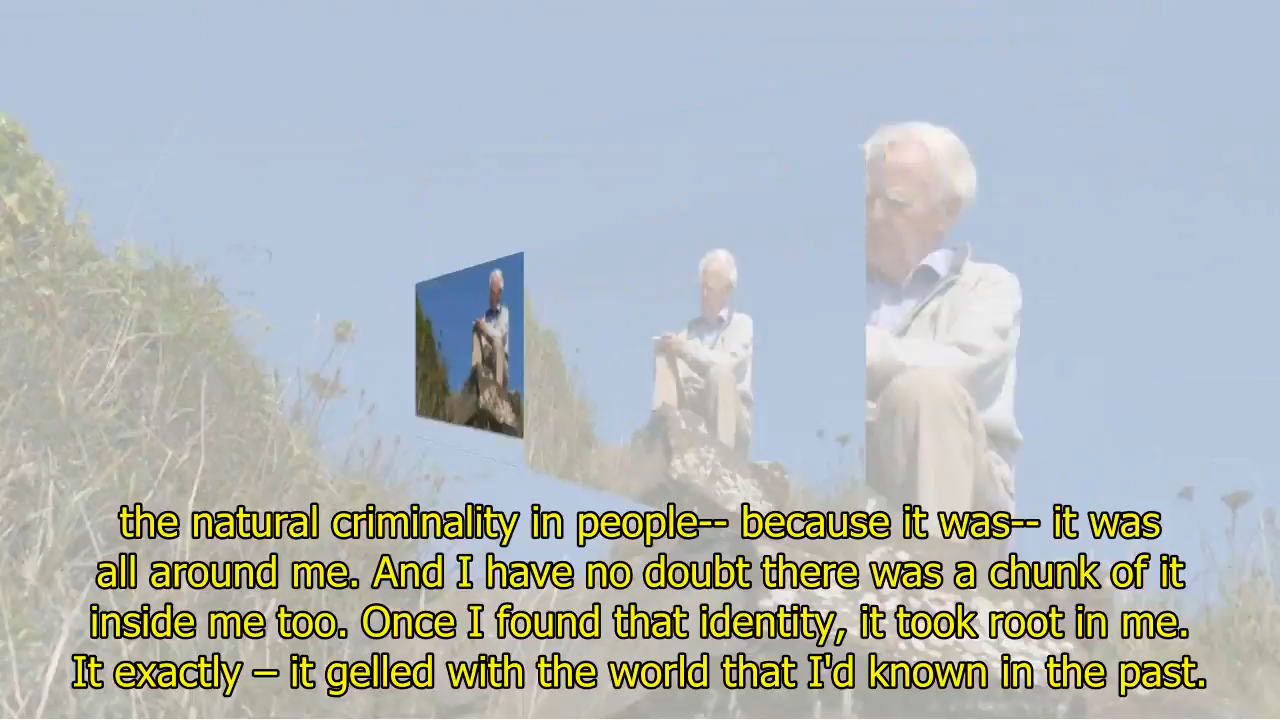 the natural criminality in people-- because it was-- it was
all around me. And I have no doubt there was a chunk of it
inside me too. Once I found that identity, it took root in me.
It exactly – it gelled with the world that I'd known in the past.